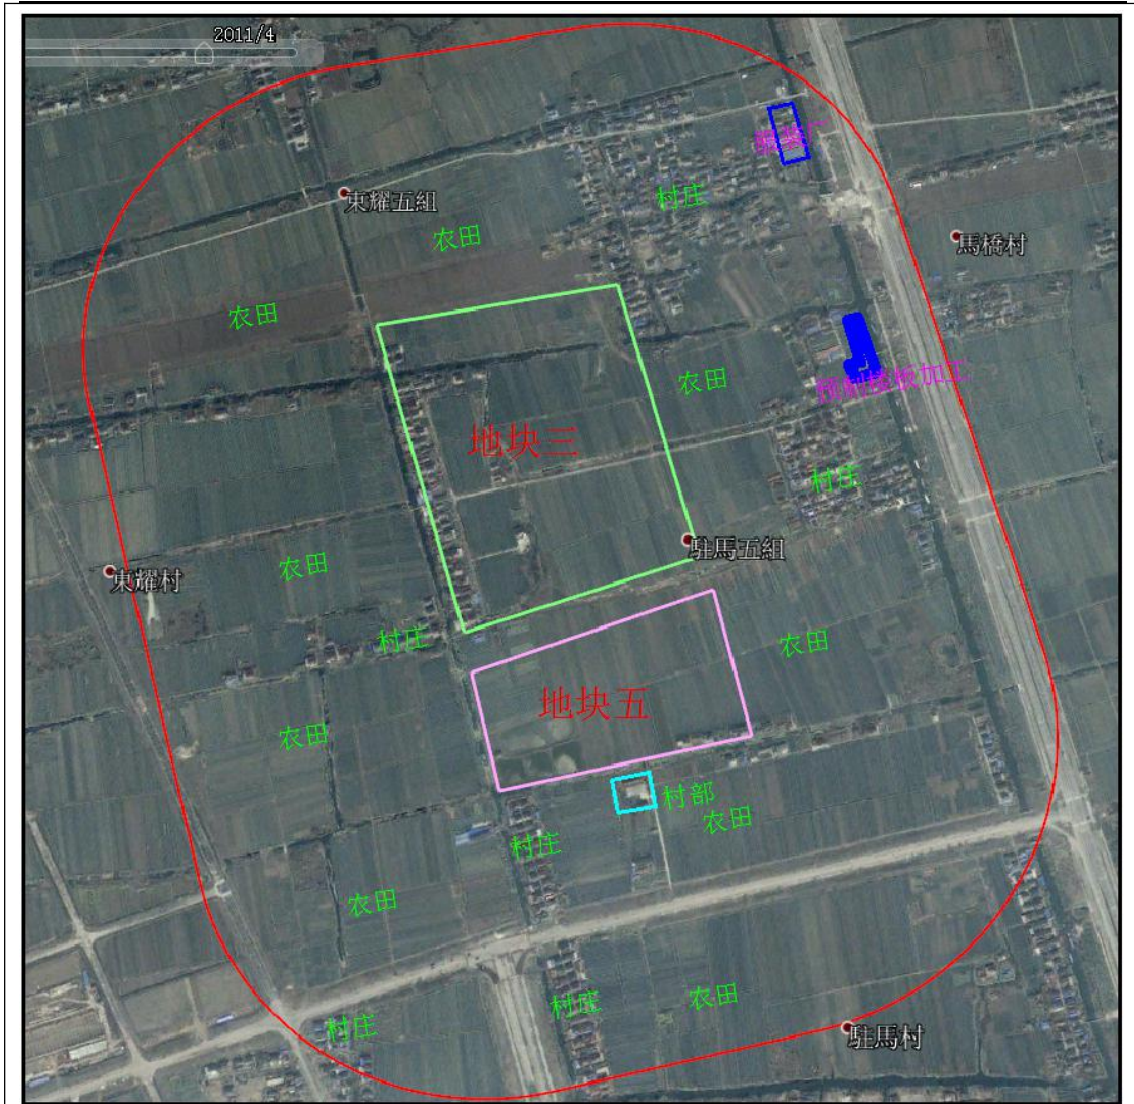 2011/4
服装厂
村庄
東耀五組
农田
馬橋村
农田
农田
预制楼板加工
地块三
村庄
駐馬五組
农田
東耀村
村庄
农田
地块五
农田
村部
农田
村庄
农田
农田
村庄
村庄
駐馬村